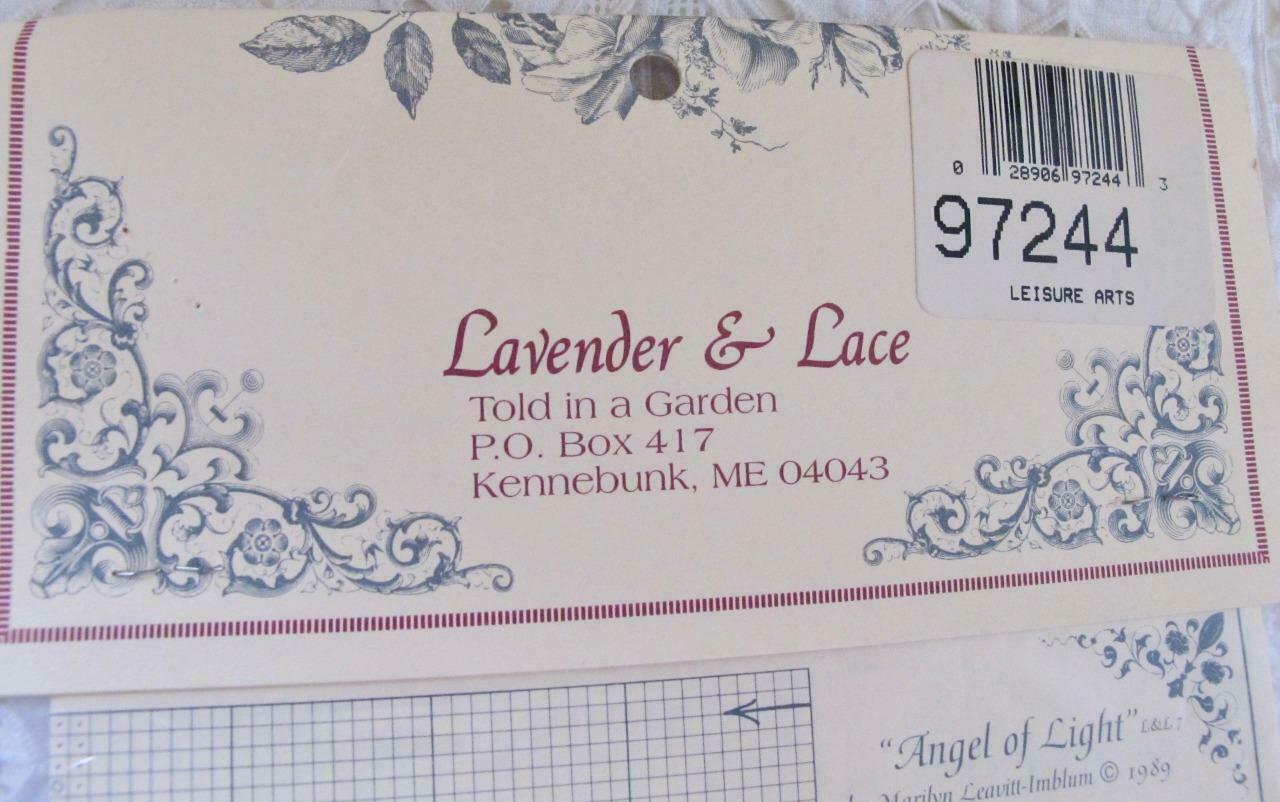 0 28906 97244 3
97244
LEISURE ARTS
Lavender & Lace
Told in a Garden
P.O. Box 417
Kennebunk, ME 04043
"Angel of Light" L&L 7
Marilyn Leavitt-Imblum © 1989